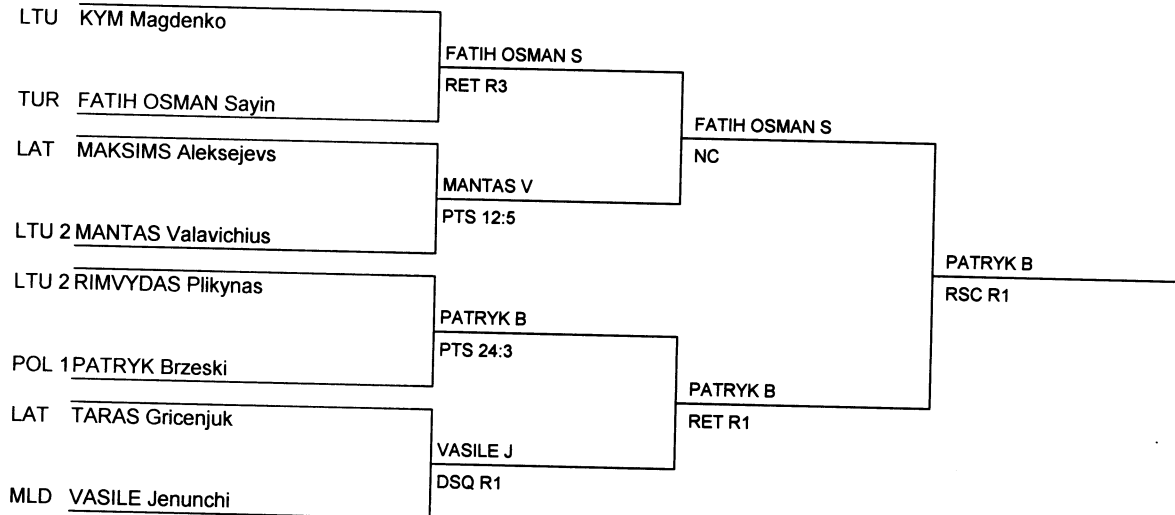 LTU KYM Magdenko
FATIH OSMAN S
RET R3
TUR FATIH OSMAN Sayin
FATIH OSMAN S
NC
LAT MAKSIMS Aleksejevs
MANTAS V
PTS 12:5
LTU 2 MANTAS Valavichius
PATRYK B
RSC R1
LTU 2 RIMVYDAS Plikynas
PATRYK B
PTS 24:3
POL 1 PATRYK Brzeski
PATRYK B
RET R1
LAT TARAS Gricenjuk
VASILE J
DSQ R1
MLD VASILE Jenunchi